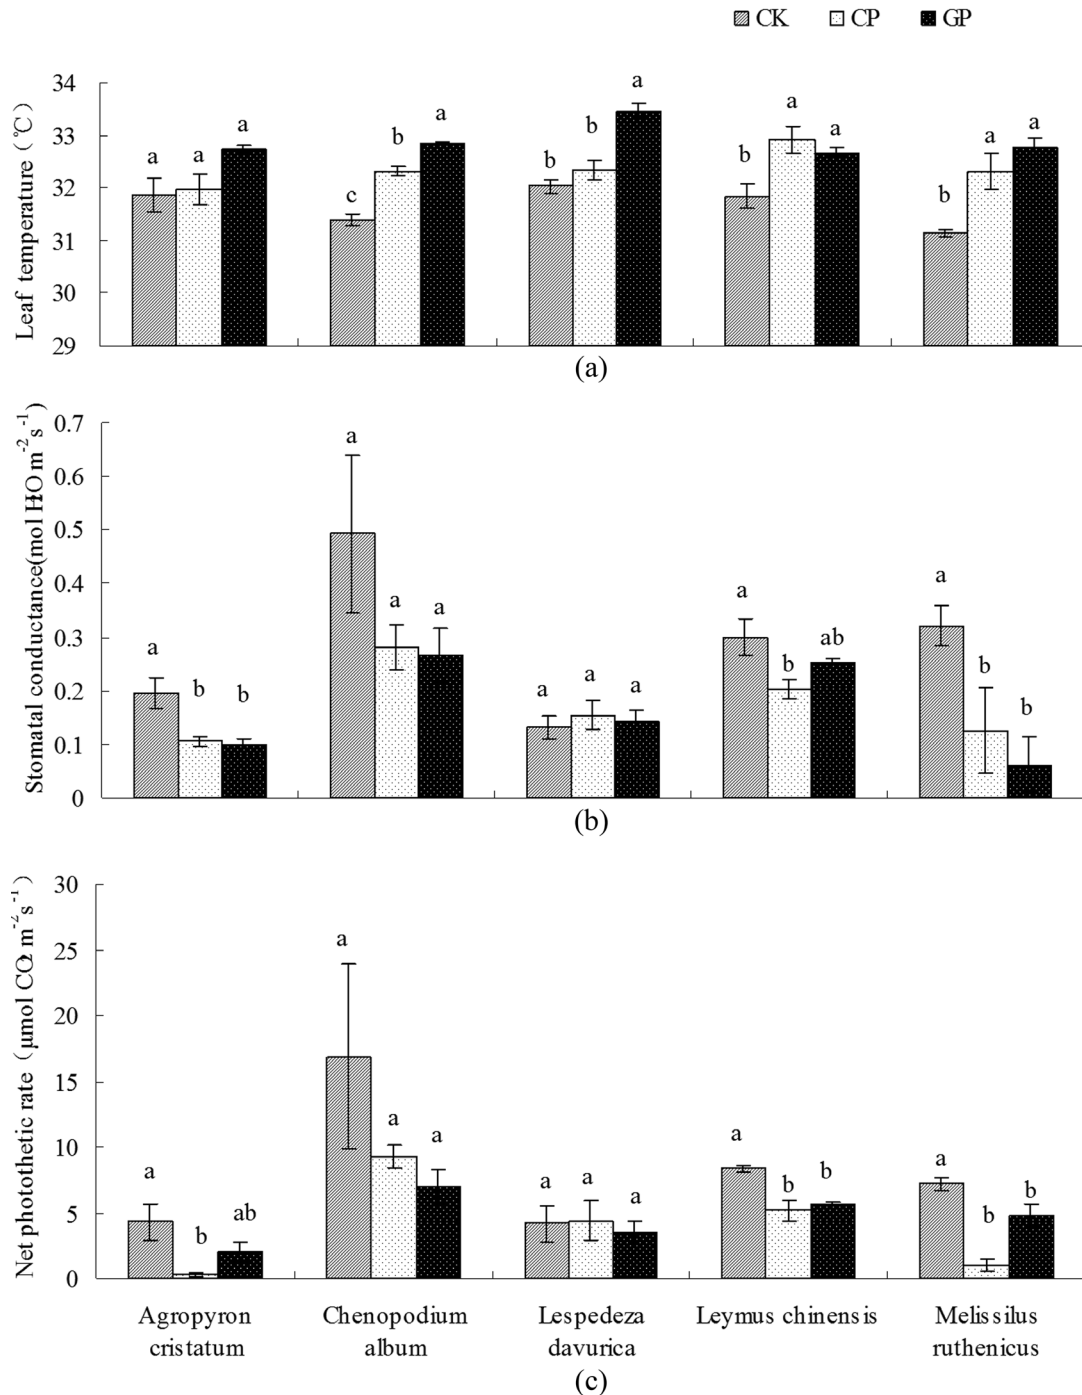 CK CP GP
Leaf temperature（℃）
34
33
32
31
30
29
a a a
c b a
b b a
b a a
b a a
(a)
Stomatal conductance(mol H2O m-2 s-1)
0.7
0.6
0.5
0.4
0.3
0.2
0.1
0
a b b
a a a
a a a
a b ab
a b b
(b)
Net photothetic rate（μmol CO2 m-2 s-1）
30
25
20
15
10
5
0
a b ab
a a a
a a a
a b b
a b b
Agropyron Chenopodium Lespedeza Leymus chinensis Melissilus
cristatum album davurica ruthenicus
(c)